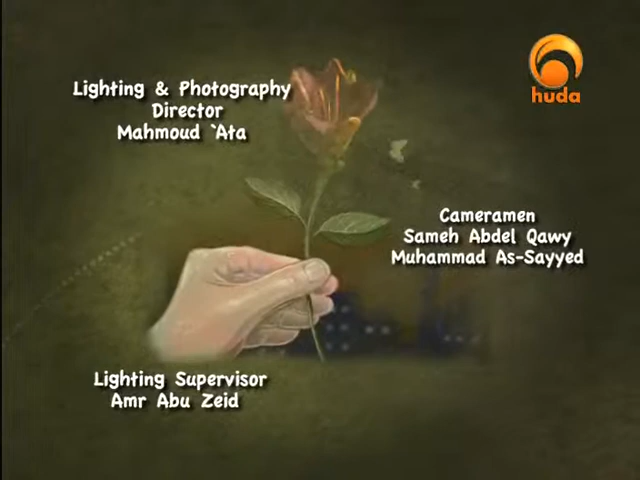 huda
Lighting & Photography
Director
Mahmoud `Ata
Cameramen
Sameh Abdel Qawy
Muhammad As-Sayyed
Lighting Supervisor
Amr Abu Zeid